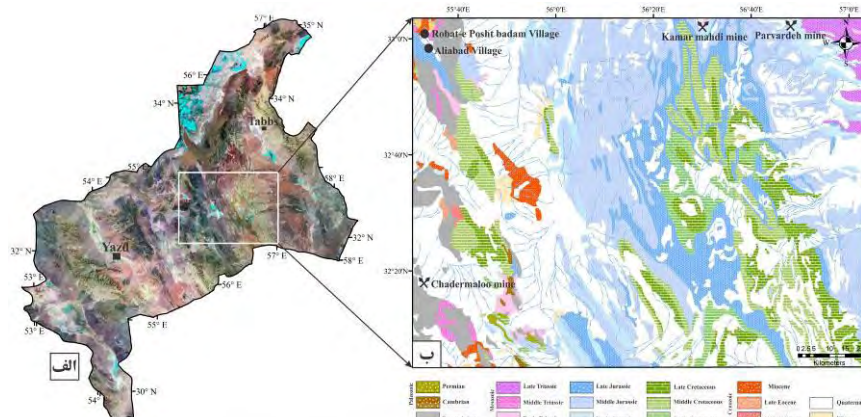 57° E
35° N
56° E
34° N
34° N
Tabbs
54° E
58° E
55° E
Yazd
32° N
32° N
57° E
58° E
53° E
56° E
55° E
53° E
الف
54°
30° N
55°40'E
56°0'E
56°20'E
56°40'E
57°0'E
33°0'N
Robat-e Posht badam Village
Aliabad Village
Kamar mahdi mine
Parvardeh mine
N
W
S
32°40'N
32°20'N
Chadermaloo mine
ب
Kilometers
Permian
Late Triassic
Late Jurassic
Late Cretaceous
Miocene
Cambrian
Middle Triassic
Middle Jurassic
Middle Cretaceous
Late Eocene